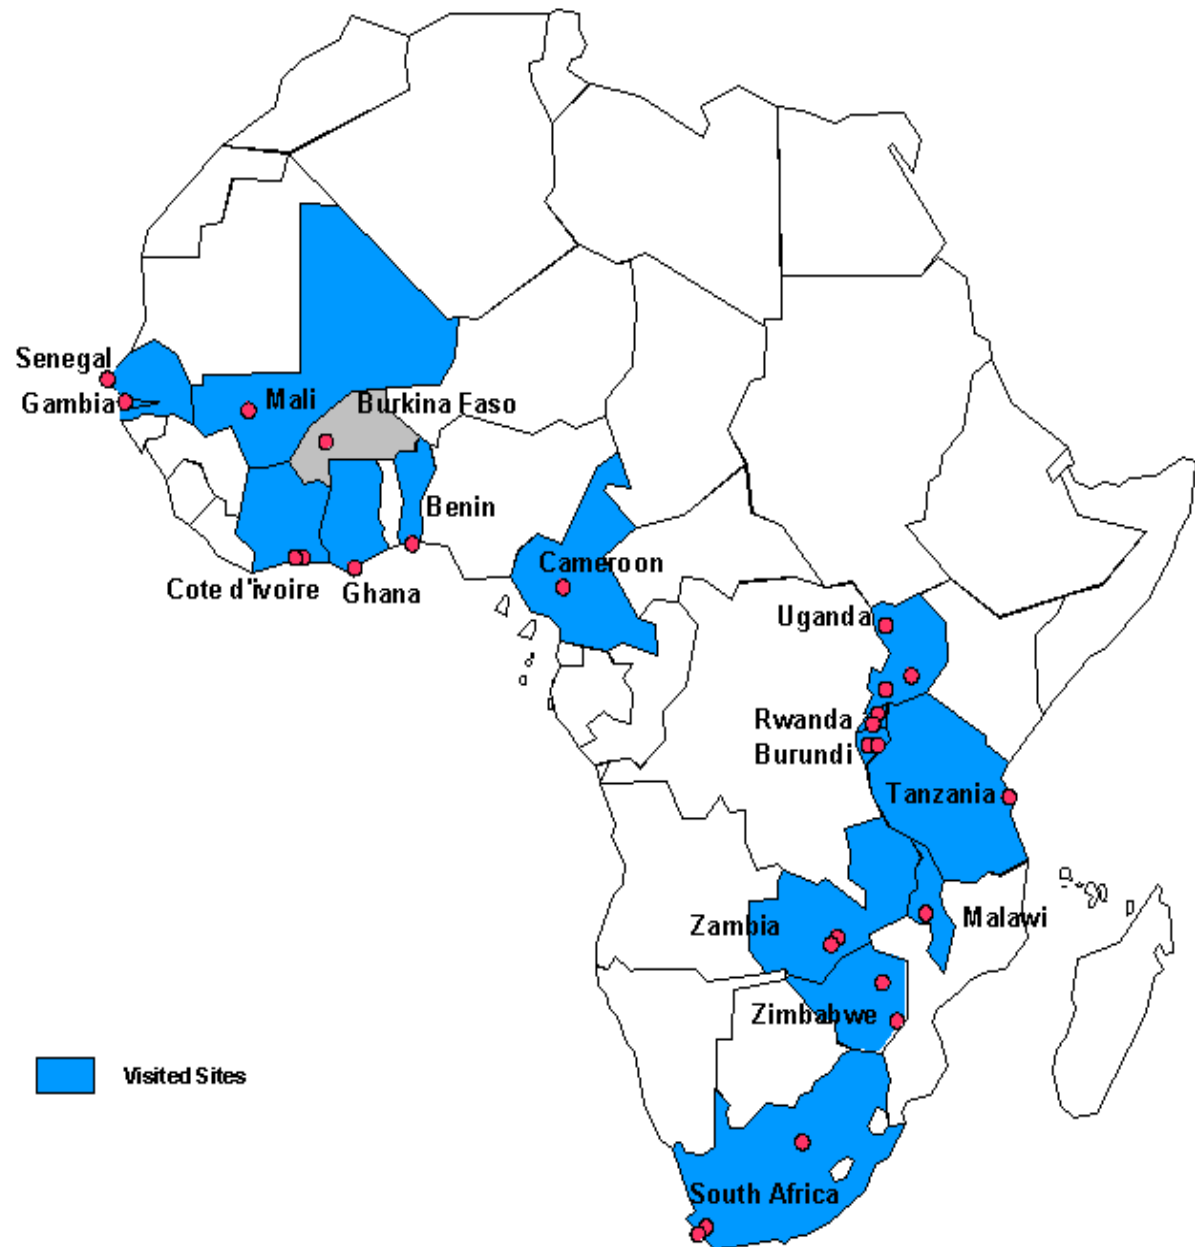 Senegal
Gambia
Mali
Burkina Faso
Benin
Cote d'ivoire
Ghana
Cameroon
Uganda
Rwanda
Burundi
Tanzania
Zambia
Malawi
Zimbabwe
Visited Sites
South Africa